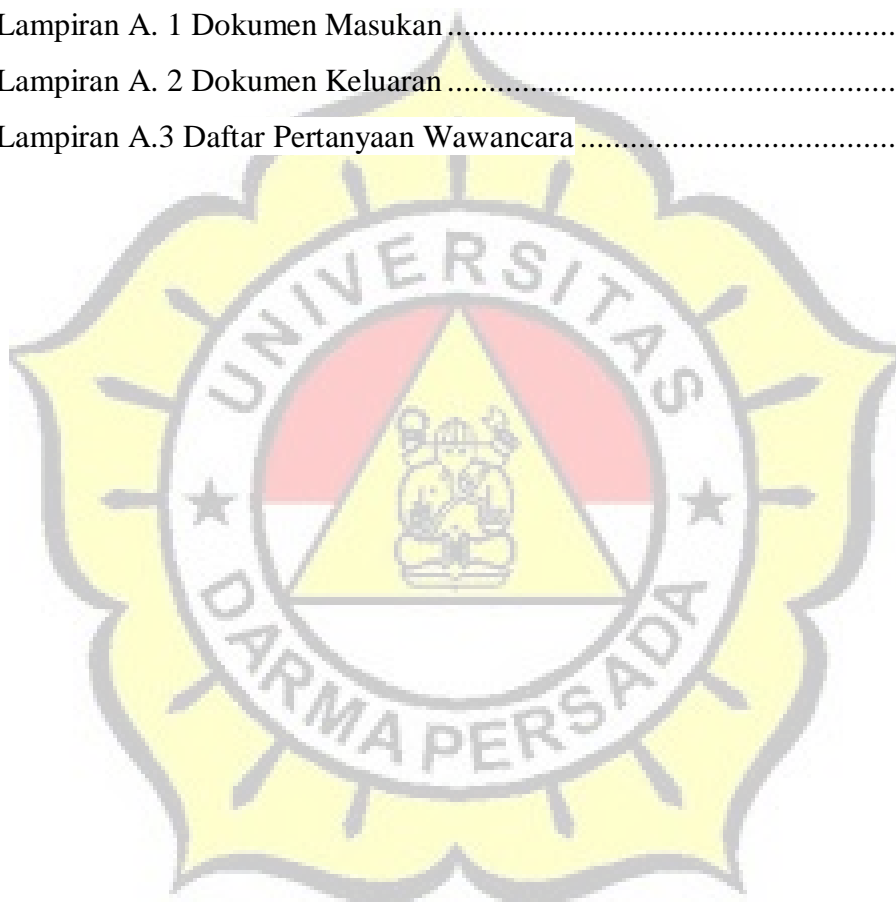 Lampiran A. 1 Dokumen Masukan ........................................................
Lampiran A. 2 Dokumen Keluaran ........................................................
Lampiran A.3 Daftar Pertanyaan Wawancara ........................................
UNIVERSITAS
DARMA PERSADA